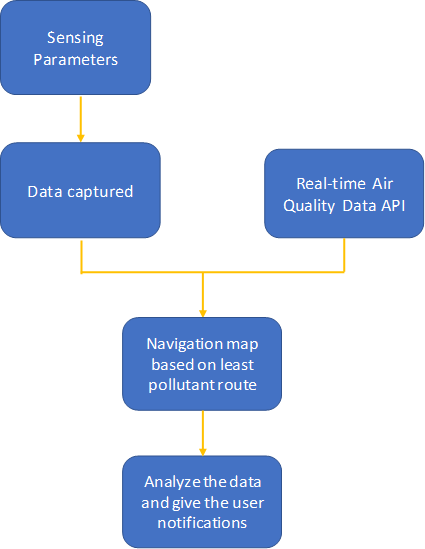 Sensing
Parameters
Data captured
Real-time Air
Quality Data API
Navigation map
based on least
pollutant route
Analyze the data
and give the user
notifications